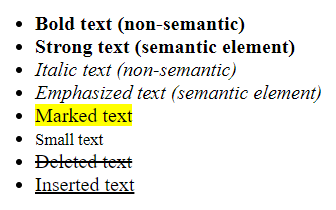 Bold text (non-semantic)
Strong text (semantic element)
Italic text (non-semantic)
Emphasized text (semantic element)
Marked text
Small text
Deleted text
Inserted text